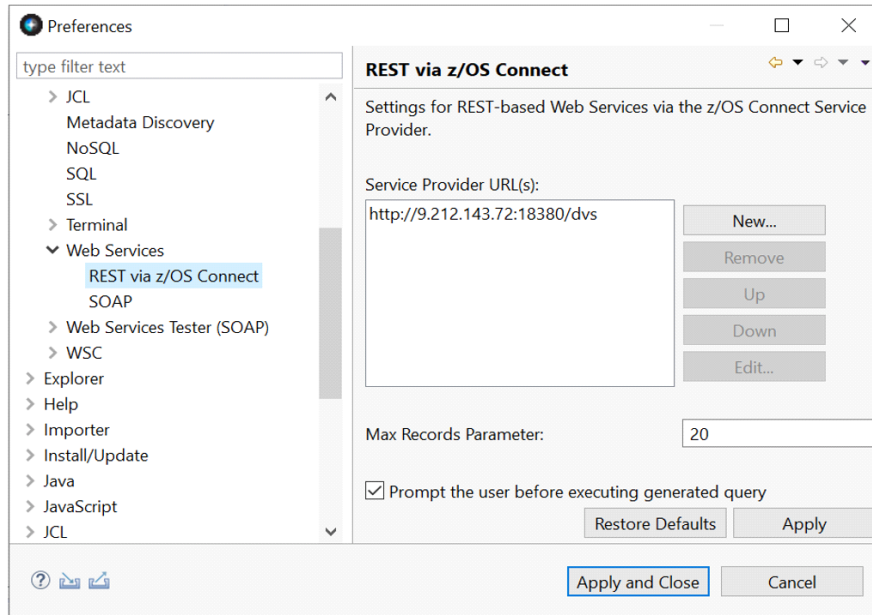 Preferences
type filter text
JCL
Metadata Discovery
NoSQL
SQL
SSL
Terminal
Web Services
REST via z/OS Connect
SOAP
Web Services Tester (SOAP)
WSC
Explorer
Help
Importer
Install/Update
Java
JavaScript
JCL
REST via z/OS Connect
Settings for REST-based Web Services via the z/OS Connect Service
Provider.
Service Provider URL(s):
http://9.212.143.72:18380/dvs
New...
Remove
Up
Down
Edit...
Max Records Parameter:
20
Prompt the user before executing generated query
Restore Defaults
Apply
?
Apply and Close
Cancel